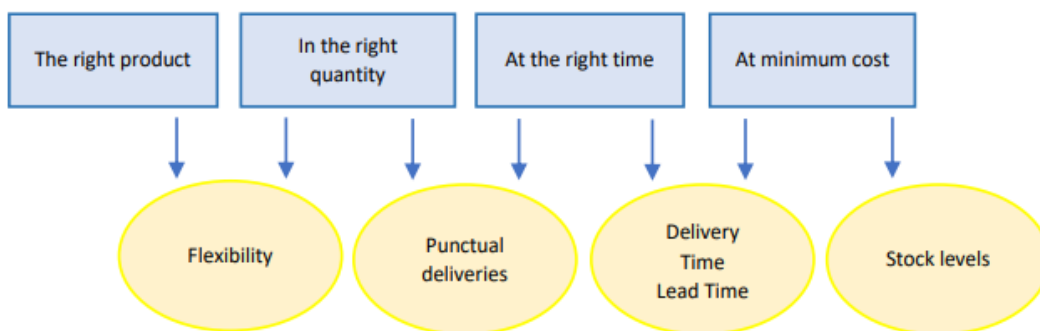 The right product
In the right
quantity
At the right time
At minimum cost
Flexibility
Punctual
deliveries
Delivery
Time
Lead Time
Stock levels